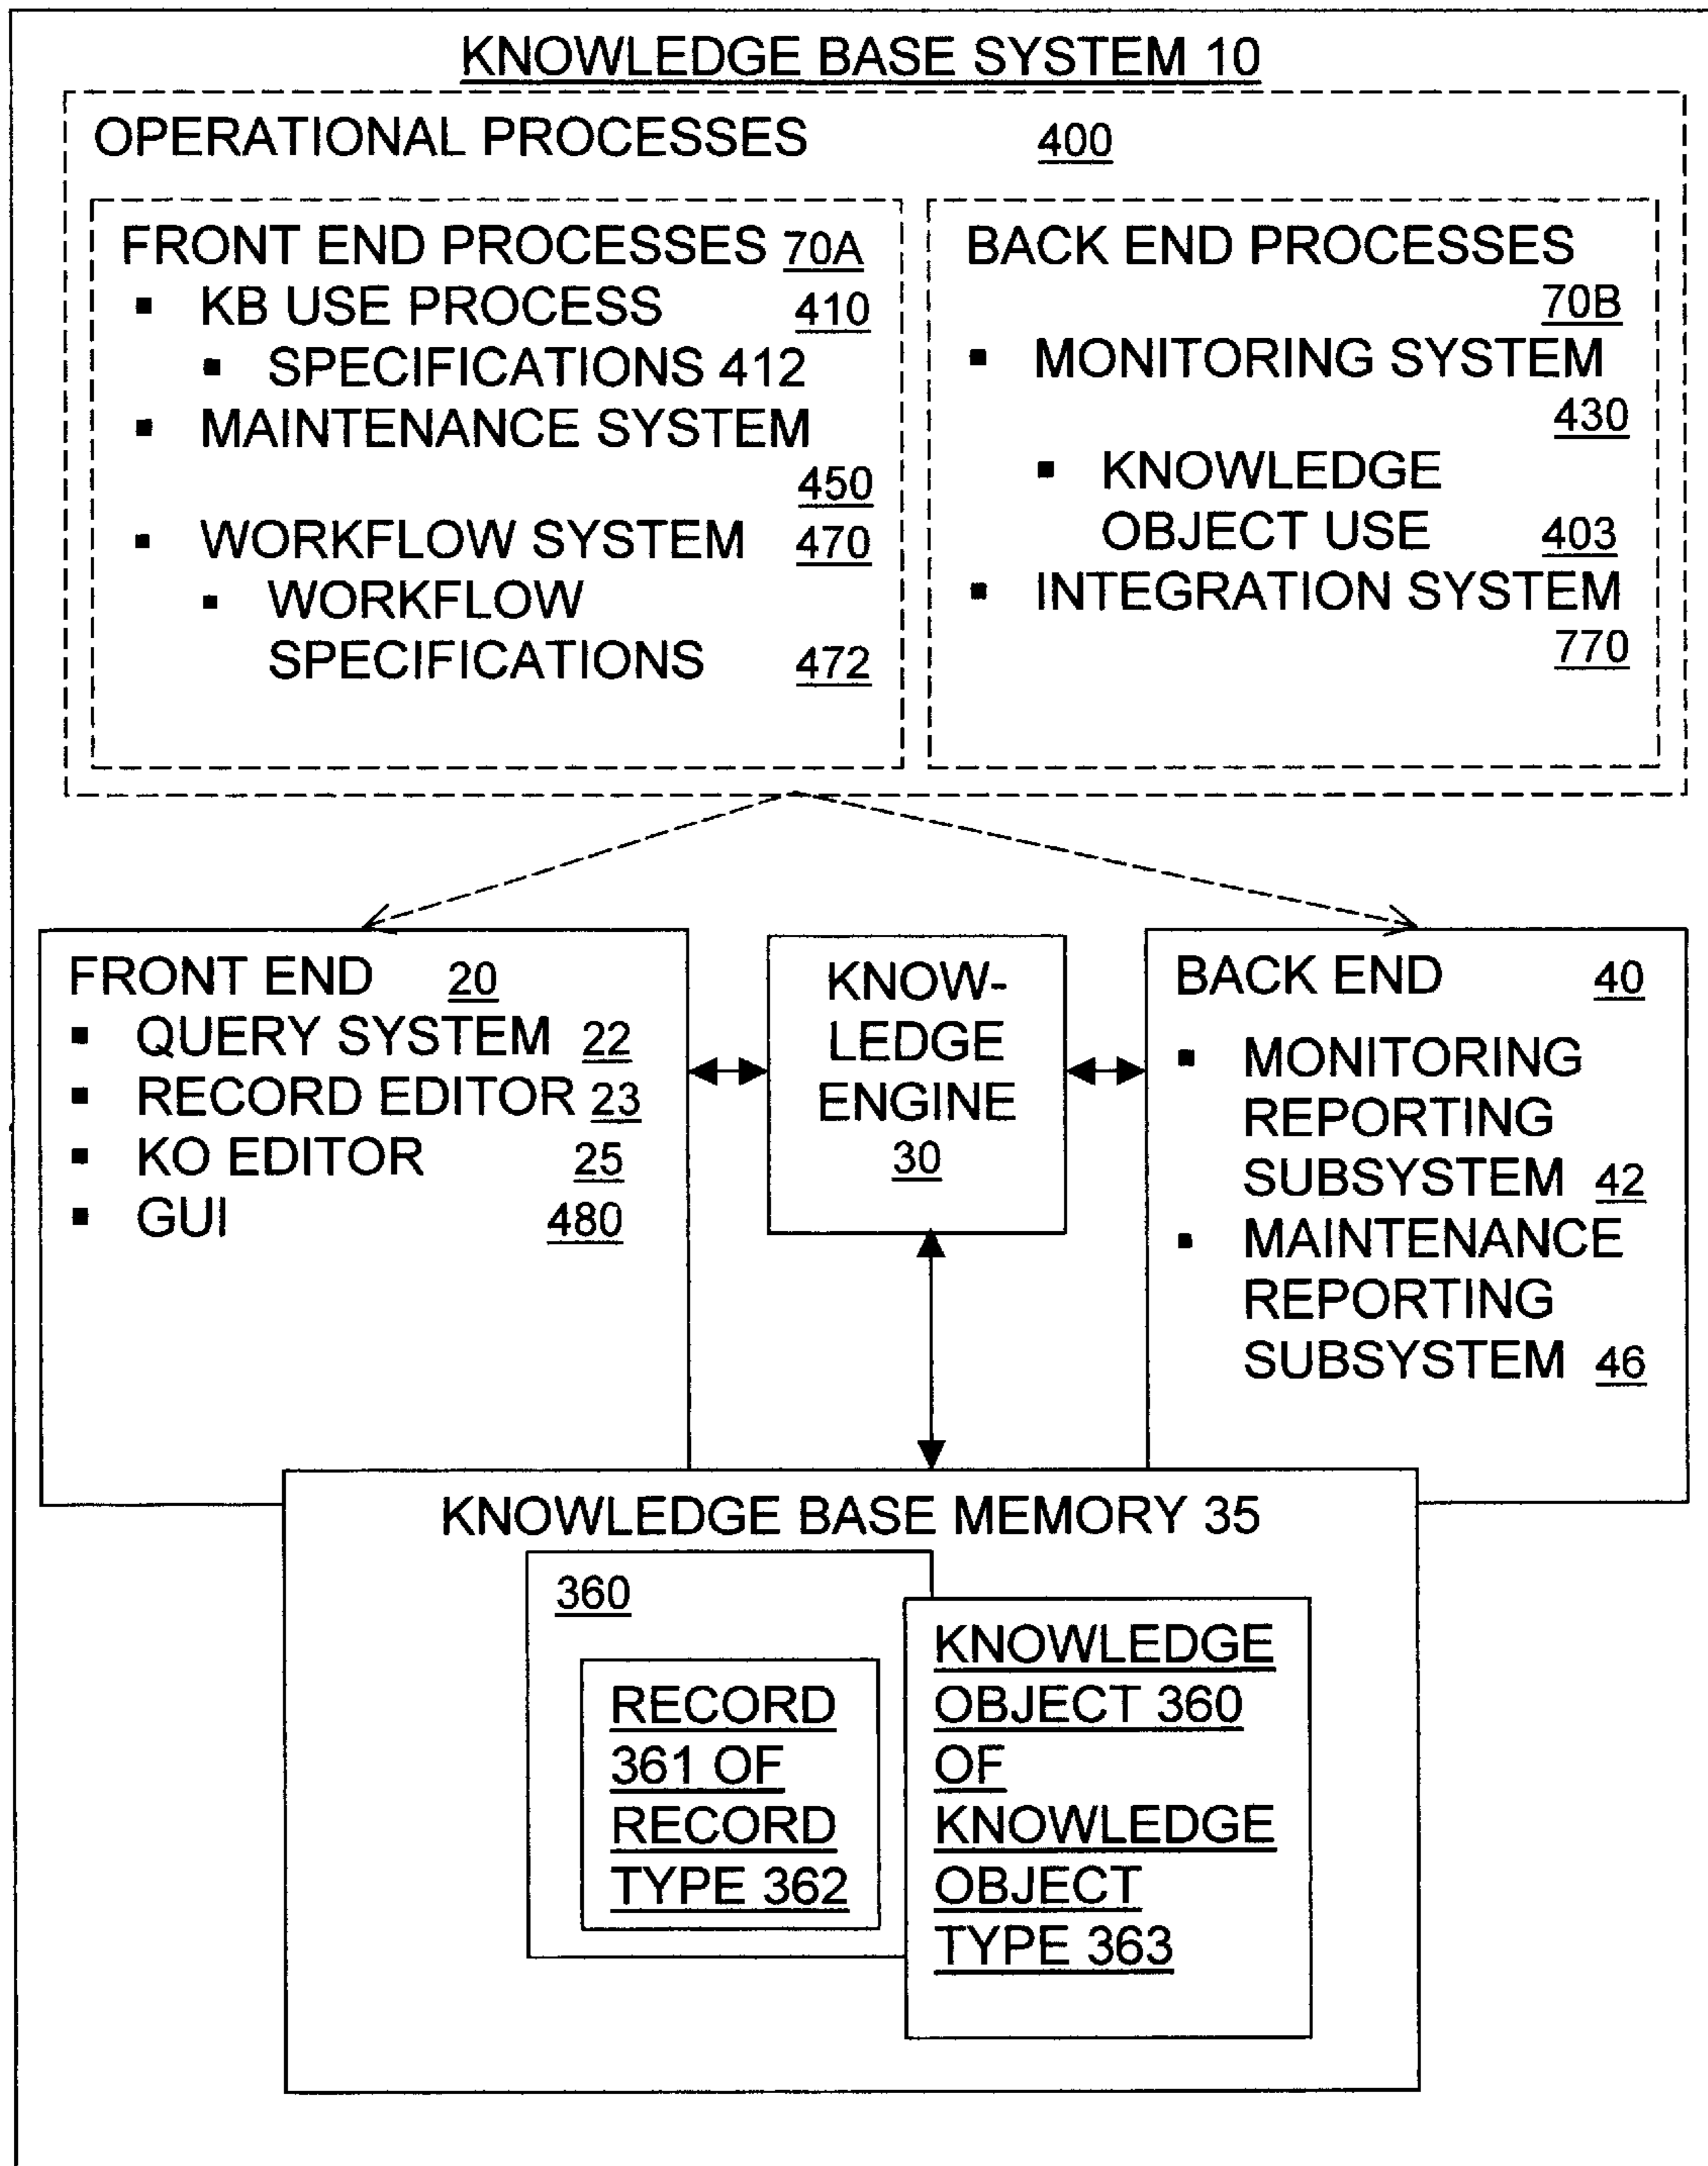 KNOWLEDGE BASE SYSTEM 10
OPERATIONAL PROCESSES 400
FRONT END PROCESSES 70A
▪ KB USE PROCESS 410
▪ SPECIFICATIONS 412
▪ MAINTENANCE SYSTEM
450
▪ WORKFLOW SYSTEM 470
▪ WORKFLOW
SPECIFICATIONS 472
BACK END PROCESSES
70B
▪ MONITORING SYSTEM
430
▪ KNOWLEDGE
OBJECT USE 403
▪ INTEGRATION SYSTEM
770
FRONT END 20
▪ QUERY SYSTEM 22
▪ RECORD EDITOR 23
▪ KO EDITOR 25
▪ GUI 480
KNOW-
LEDGE
ENGINE
30
BACK END 40
▪ MONITORING
REPORTING
SUBSYSTEM 42
▪ MAINTENANCE
REPORTING
SUBSYSTEM 46
KNOWLEDGE BASE MEMORY 35
360
RECORD
361 OF
RECORD
TYPE 362
KNOWLEDGE
OBJECT 360
OF
KNOWLEDGE
OBJECT
TYPE 363